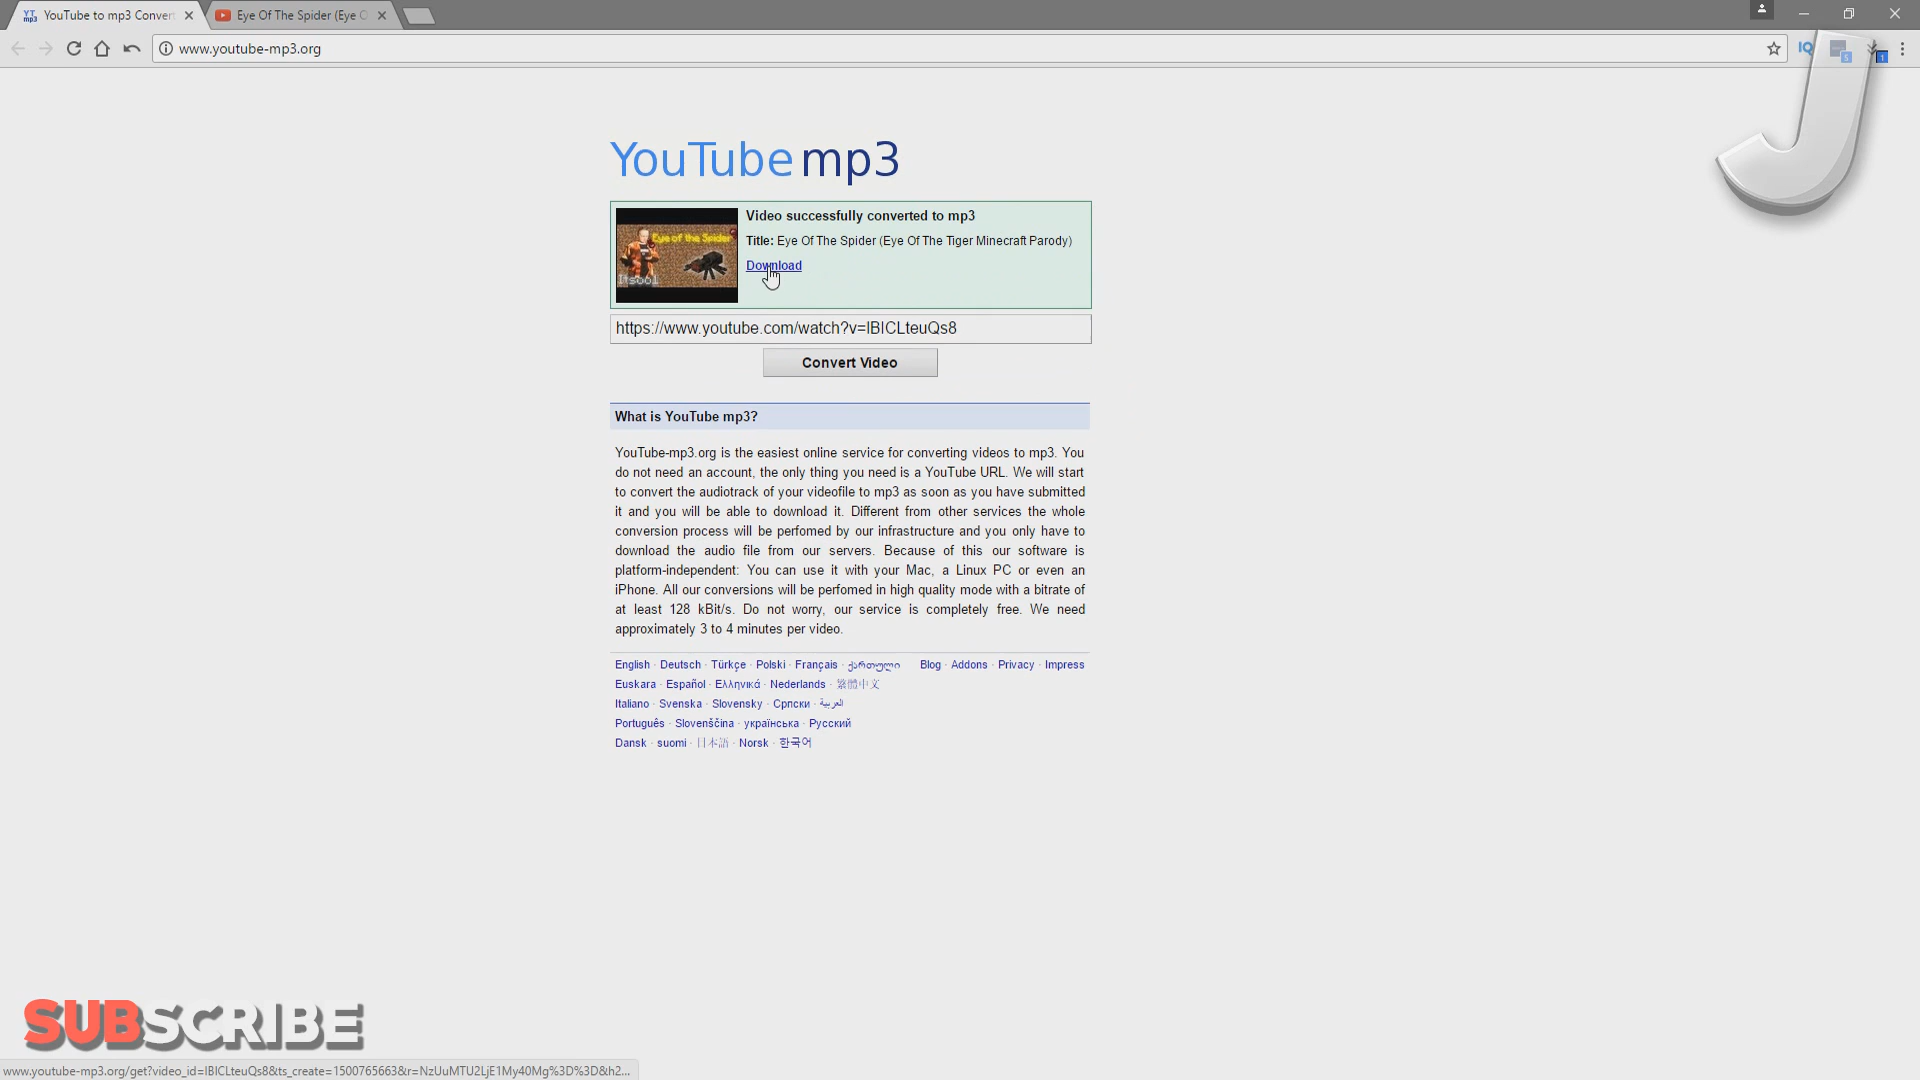 YouTube to mp3 Convert
Eye Of The Spider (Eye O
www.youtube-mp3.org
IQ
5
1
YouTube mp3
Video successfully converted to mp3
Title: Eye Of The Spider (Eye Of The Tiger Minecraft Parody)
Download
Eye of the Spider
https://www.youtube.com/watch?v=IBICLteuQs8
Convert Video
What is YouTube mp3?
YouTube-mp3.org is the easiest online service for converting videos to mp3. You
do not need an account, the only thing you need is a YouTube URL. We will start
to convert the audiotrack of your videofile to mp3 as soon as you have submitted
it and you will be able to download it. Different from other services the whole
conversion process will be perfomed by our infrastructure and you only have to
download the audio file from our servers. Because of this our software is
platform-independent: You can use it with your Mac, a Linux PC or even an
iPhone. All our conversions will be perfomed in high quality mode with a bitrate of
at least 128 kBit/s. Do not worry, our service is completely free. We need
approximately 3 to 4 minutes per video.
English · Deutsch · Türkçe · Polski · Français · ქართული Blog · Addons · Privacy · Impress
Euskara · Español · Ελληνικά · Nederlands · 繁體中文
Italiano · Svenska · Slovensky · Српски · العربية
Português · Slovenščina · українська · Русский
Dansk · suomi · 日本語 · Norsk · 한국어
J
SUBSCRIBE
www.youtube-mp3.org/get?video_id=IBICLteuQs8&ts_create=1500765663&r=NzUuMTU2LjE1My40Mg%3D%3D&h2...